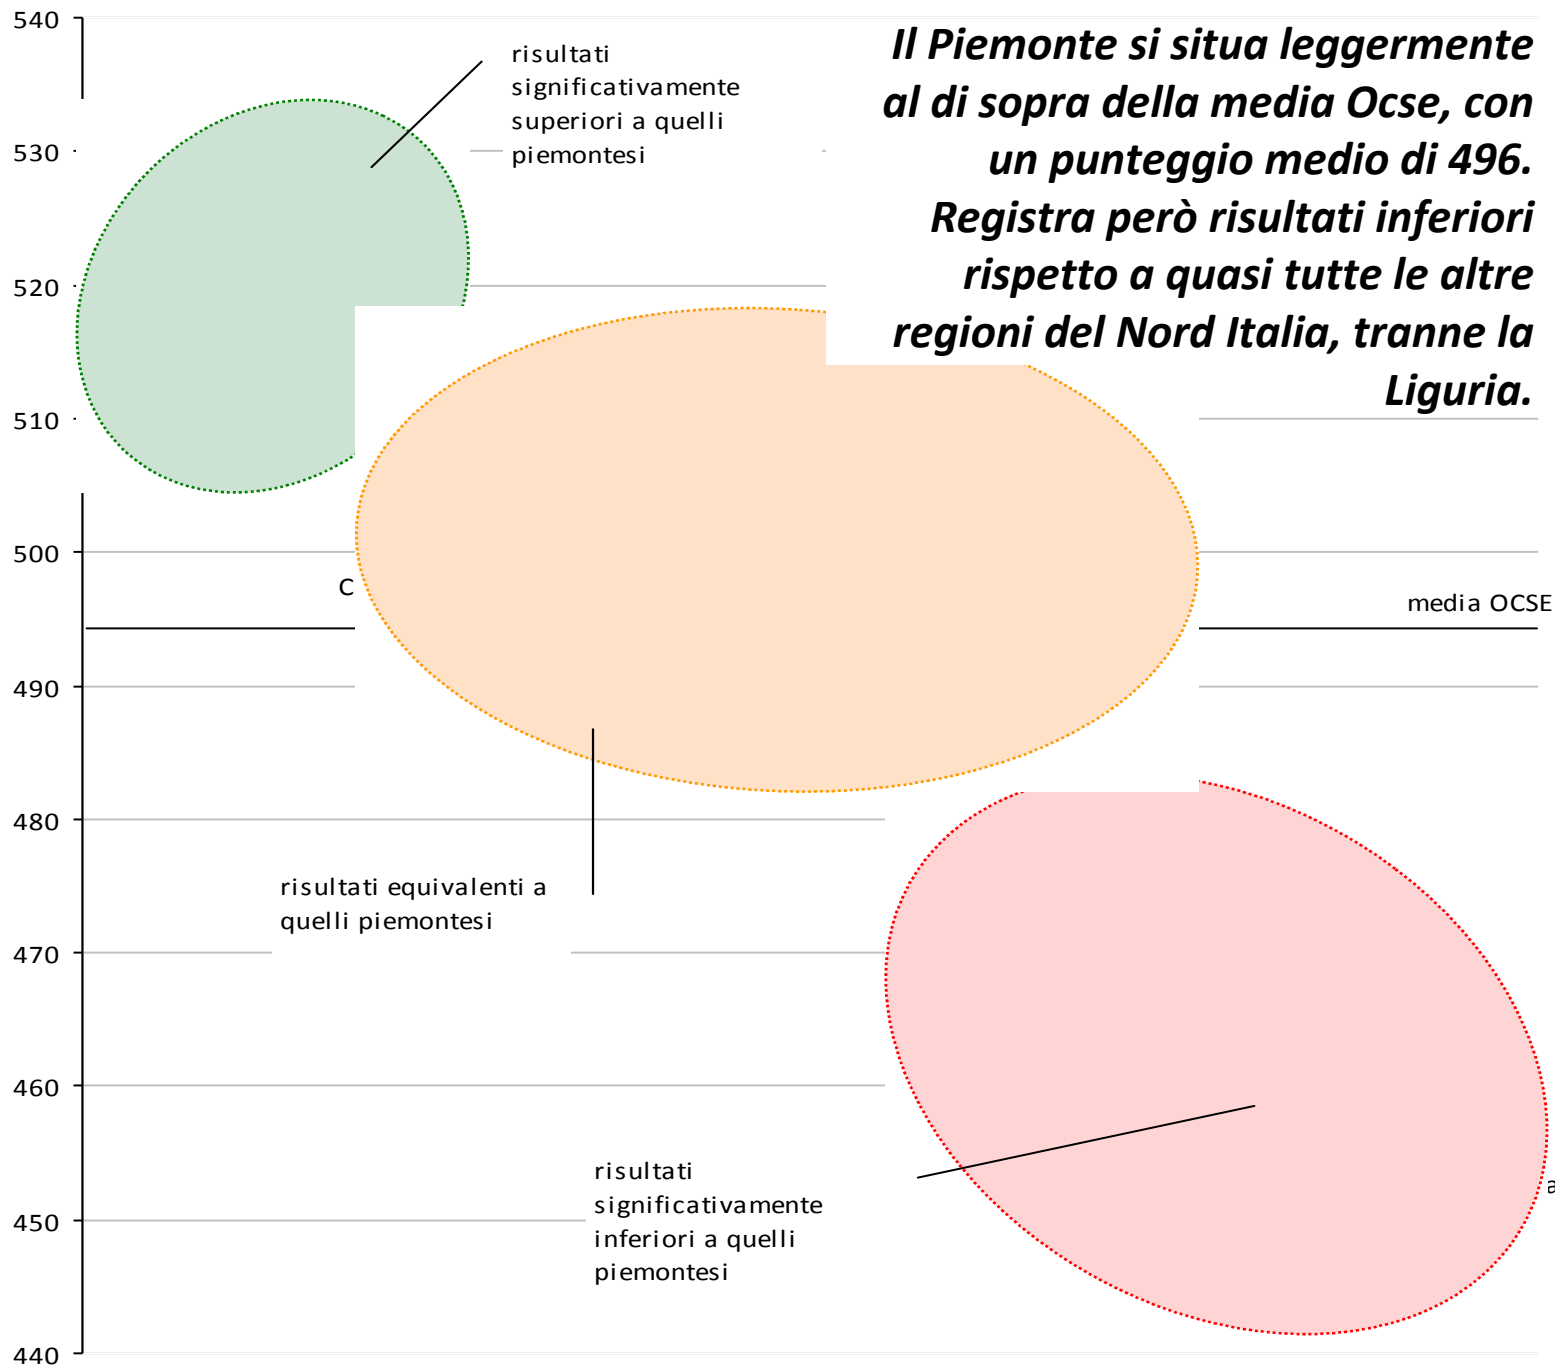 540
risultati
significativamente
superiori a quelli
piemontesi
Il Piemonte si situa leggermente
al di sopra della media Ocse, con
un punteggio medio di 496.
Registra però risultati inferiori
rispetto a quasi tutte le altre
regioni del Nord Italia, tranne la
Liguria.
530
520
510
500
C
media OCSE
490
480
risultati equivalenti a
quelli piemontesi
470
460
risultati
significativamente
inferiori a quelli
piemontesi
a
450
440